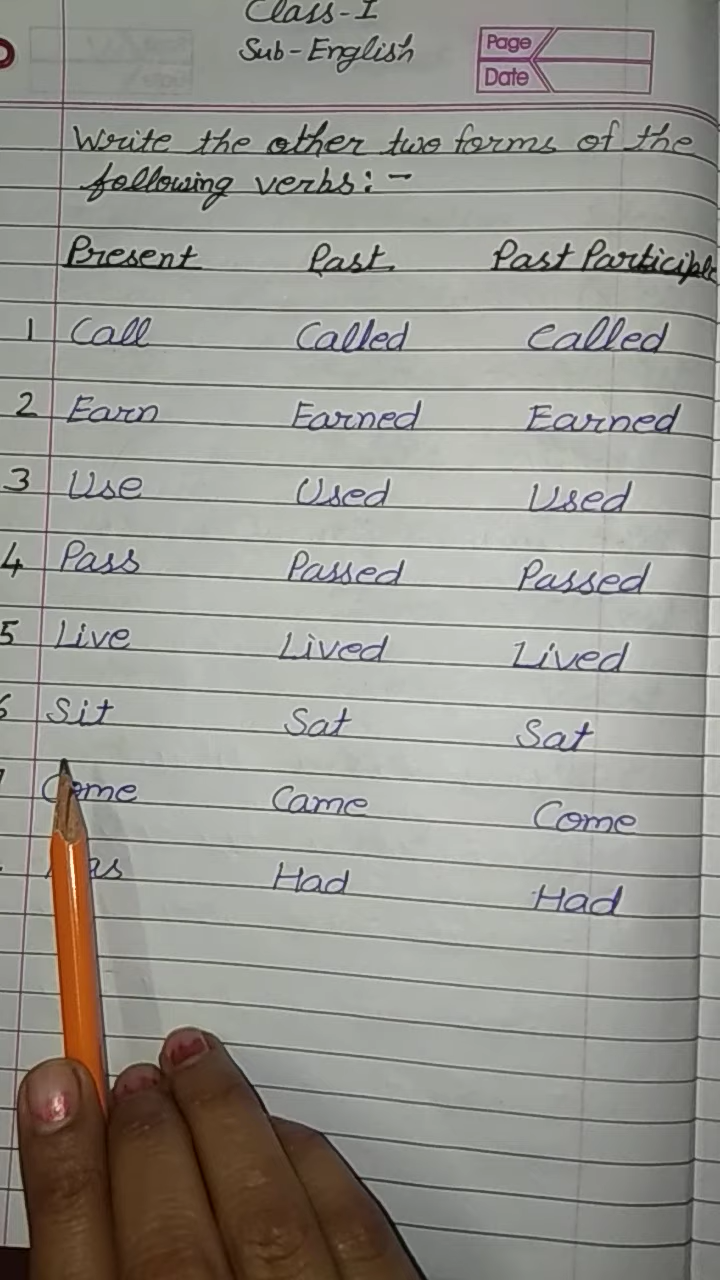 Class-I
Sub-English
Page
Date
Write the other two forms of the
following verbs:-
Present Past Past Participle
1 Call Called Called
2 Earn Earned Earned
3 Use Used Used
4 Pass Passed Passed
5 Live Lived Lived
6 Sit Sat Sat
Come Came Come
Had Had